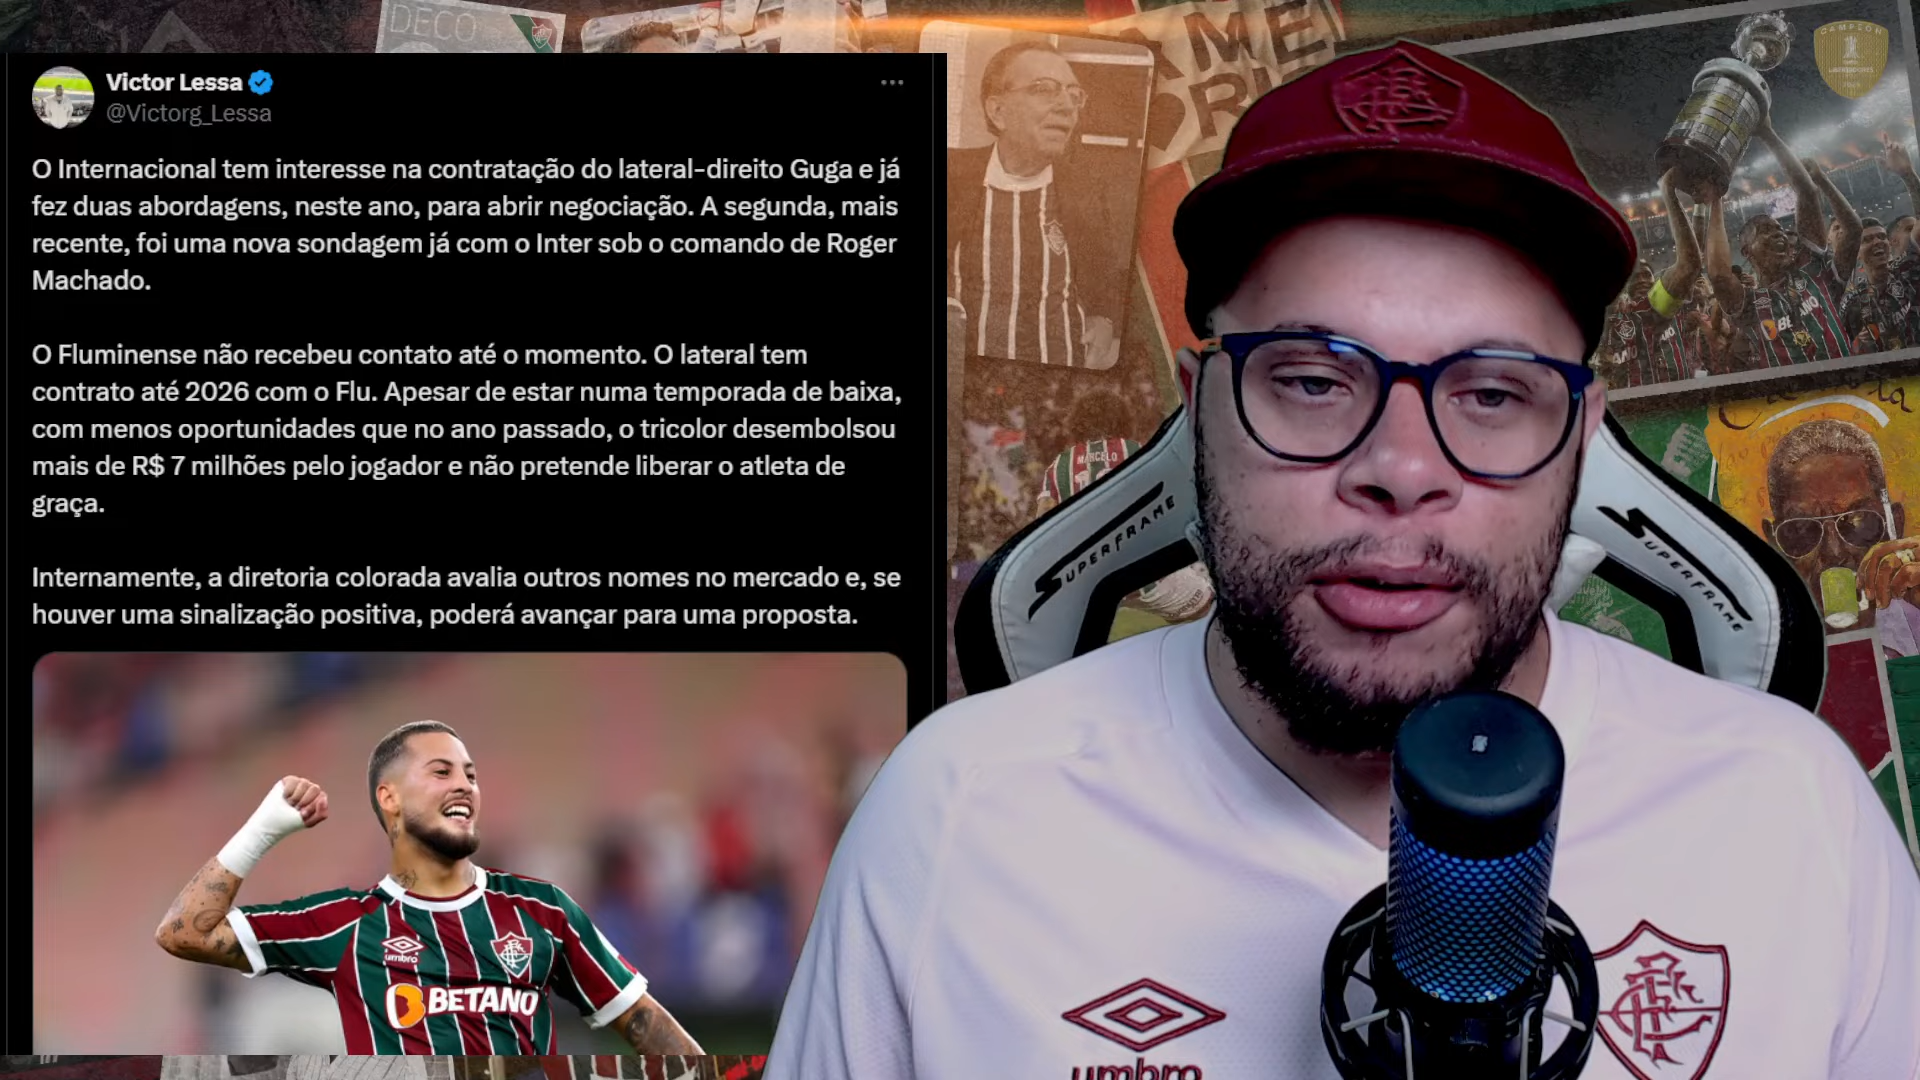 DECO
Victor Lessa
@Victorg_Lessa
O Internacional tem interesse na contratação do lateral-direito Guga e já
fez duas abordagens, neste ano, para abrir negociação. A segunda, mais
recente, foi uma nova sondagem já com o Inter sob o comando de Roger
Machado.
O Fluminense não recebeu contato até o momento. O lateral tem
contrato até 2026 com o Flu. Apesar de estar numa temporada de baixa,
com menos oportunidades que no ano passado, o tricolor desembolsou
mais de R$ 7 milhões pelo jogador e não pretende liberar o atleta de
graça.
Internamente, a diretoria colorada avalia outros nomes no mercado e, se
houver uma sinalização positiva, poderá avançar para uma proposta.
umbro
BETANO
CAMPEON
MARCELO
SUPERFRAME
SUPERFRAME
umbro